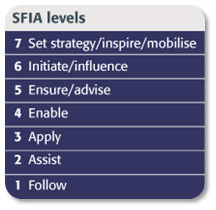 SFIA levels
7 Set strategy/inspire/mobilise
6 Initiate/influence
5 Ensure/advise
4 Enable
3 Apply
2 Assist
1 Follow